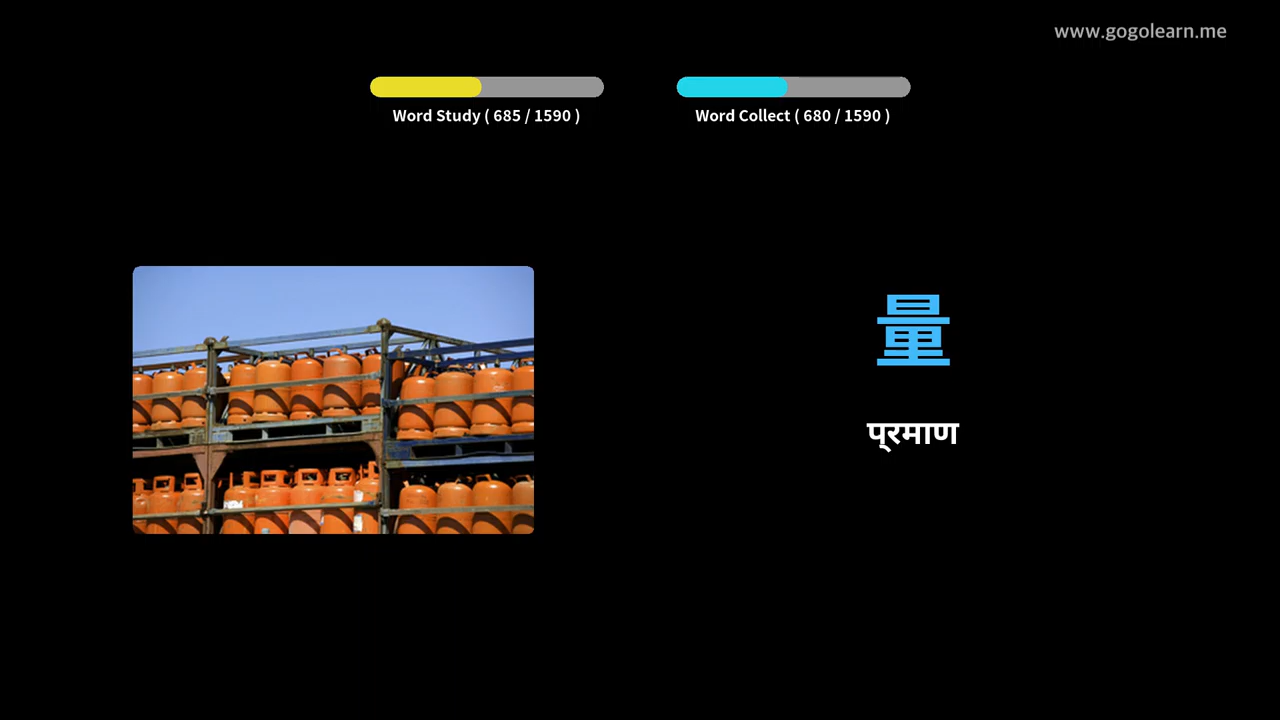 www.gogolearn.me
Word Study ( 685 / 1590 )
Word Collect ( 680 / 1590 )
量
प्रमाण